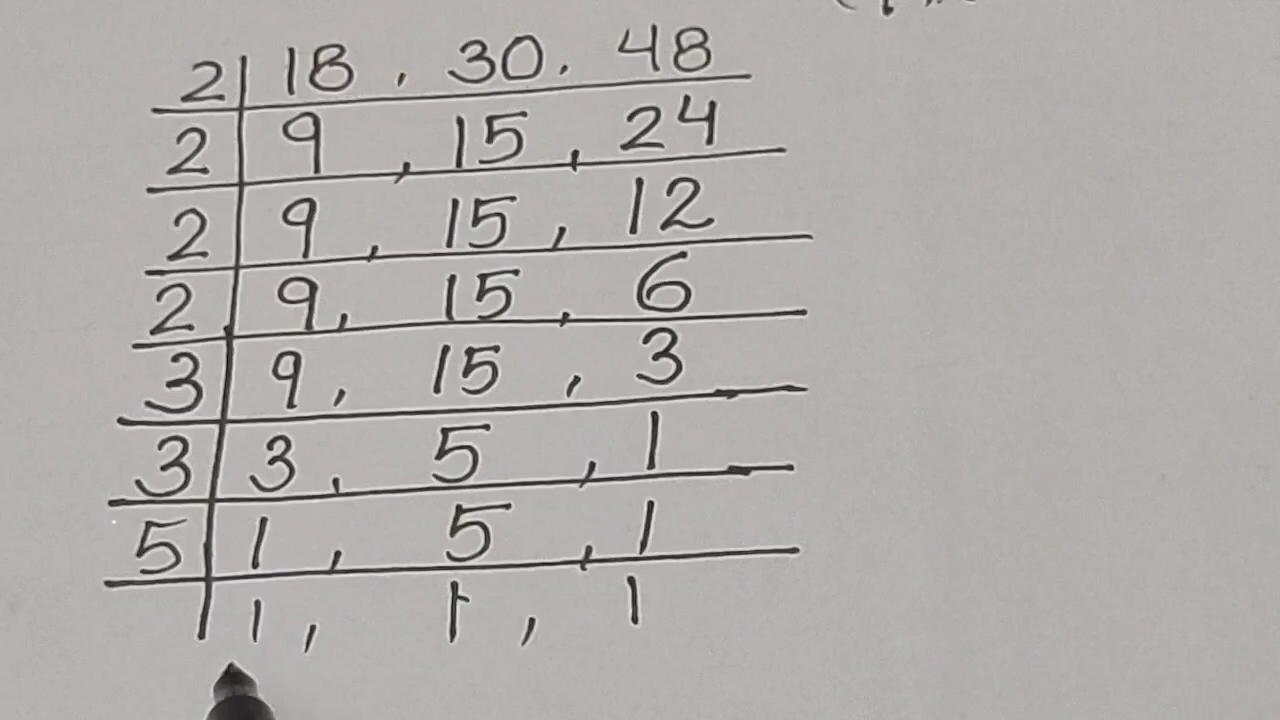 2 | 18, 30, 48
2 | 9, 15, 24
2 | 9, 15, 12
2 | 9, 15, 6
3 | 9, 15, 3
3 | 3, 5, 1
5 | 1, 5, 1
| 1, 1, 1